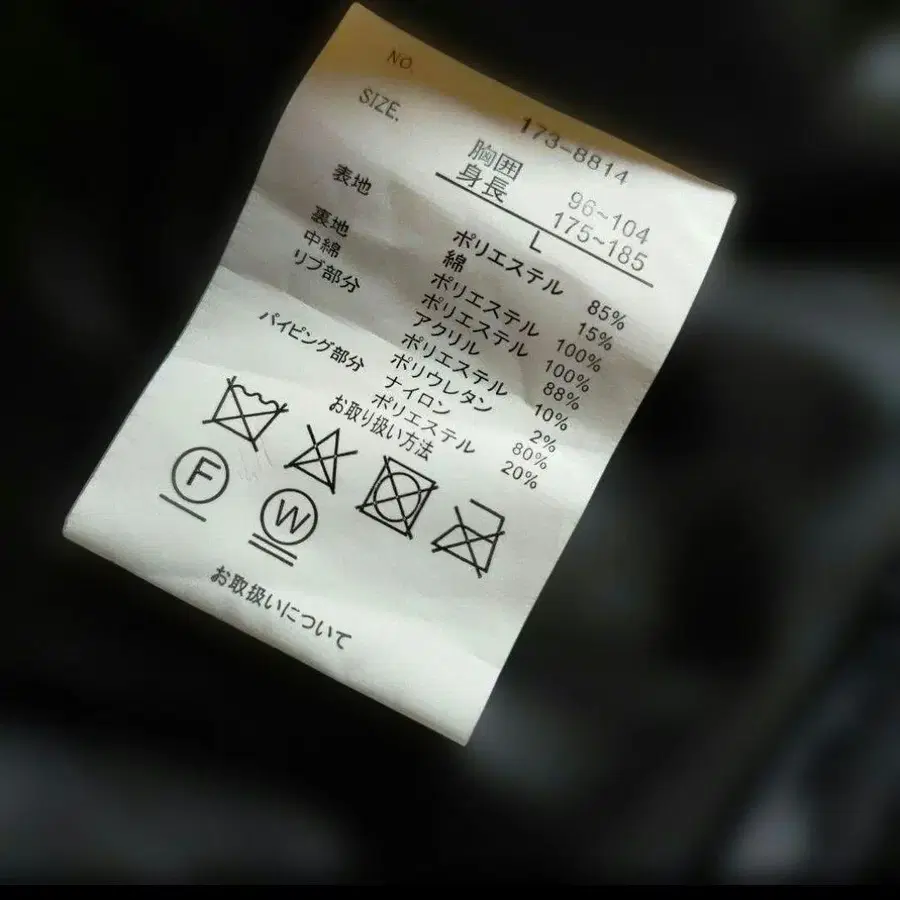 NO. 173-8814
SIZE. 胸囲 96~104
身長 175~185
L
表地 ポリエステル 85%
綿 15%
裏地 ポリエステル 100%
中綿 ポリエステル 100%
リブ部分 アクリル 88%
ポリエステル 10%
ポリウレタン 2%
パイピング部分 ナイロン 80%
ポリエステル 20%
お取り扱い方法
F
W
お取扱いについて